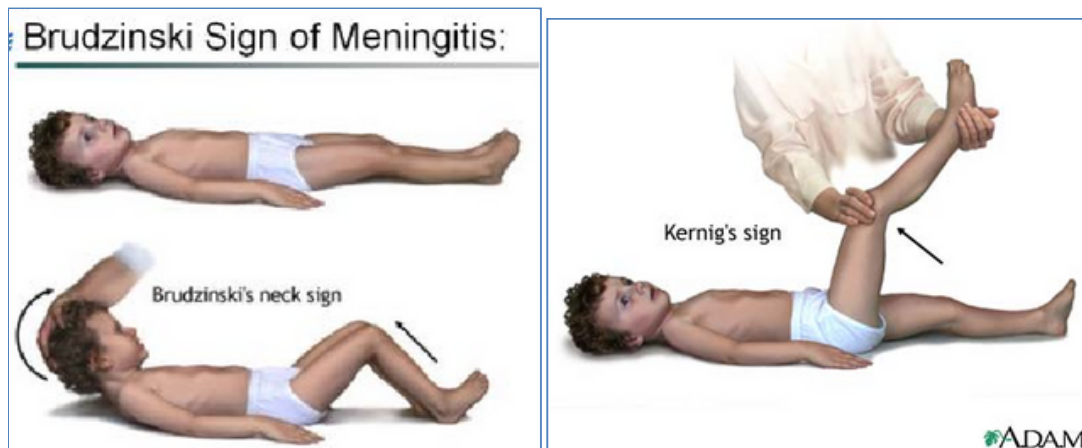 Brudzinski Sign of Meningitis:
Brudzinski's neck sign
Kernig's sign
ADAM